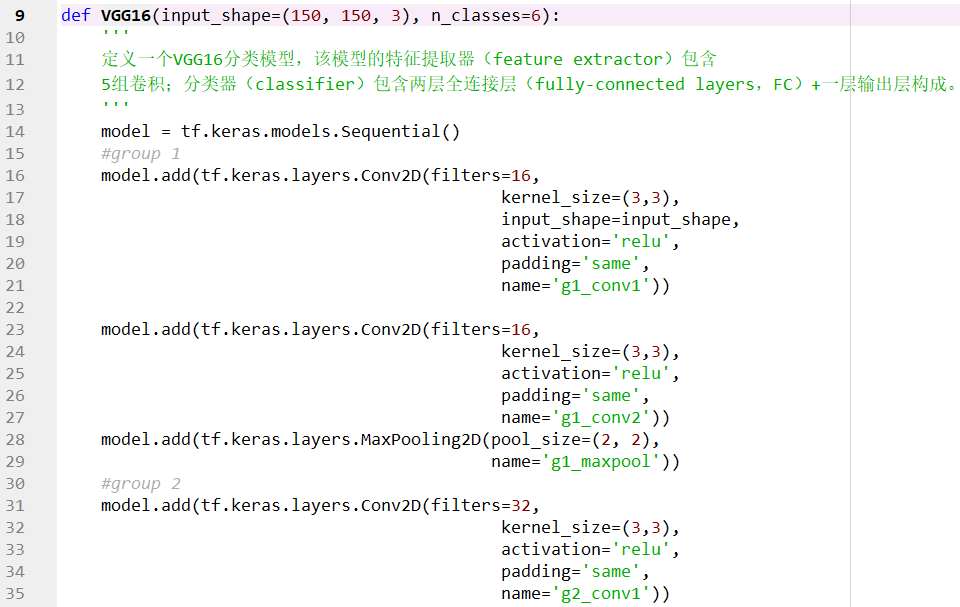 9 def VGG16(input_shape=(150, 150, 3), n_classes=6):
10 '''
11 定义一个VGG16分类模型，该模型的特征提取器（feature extractor）包含
12 5组卷积；分类器（classifier）包含两层全连接层（fully-connected layers，FC）+一层输出层构成。
13 '''
14 model = tf.keras.models.Sequential()
15 #group 1
16 model.add(tf.keras.layers.Conv2D(filters=16,
17 kernel_size=(3,3),
18 input_shape=input_shape,
19 activation='relu',
20 padding='same',
21 name='g1_conv1'))
22
23 model.add(tf.keras.layers.Conv2D(filters=16,
24 kernel_size=(3,3),
25 activation='relu',
26 padding='same',
27 name='g1_conv2'))
28 model.add(tf.keras.layers.MaxPooling2D(pool_size=(2, 2),
29 name='g1_maxpool'))
30 #group 2
31 model.add(tf.keras.layers.Conv2D(filters=32,
32 kernel_size=(3,3),
33 activation='relu',
34 padding='same',
35 name='g2_conv1'))